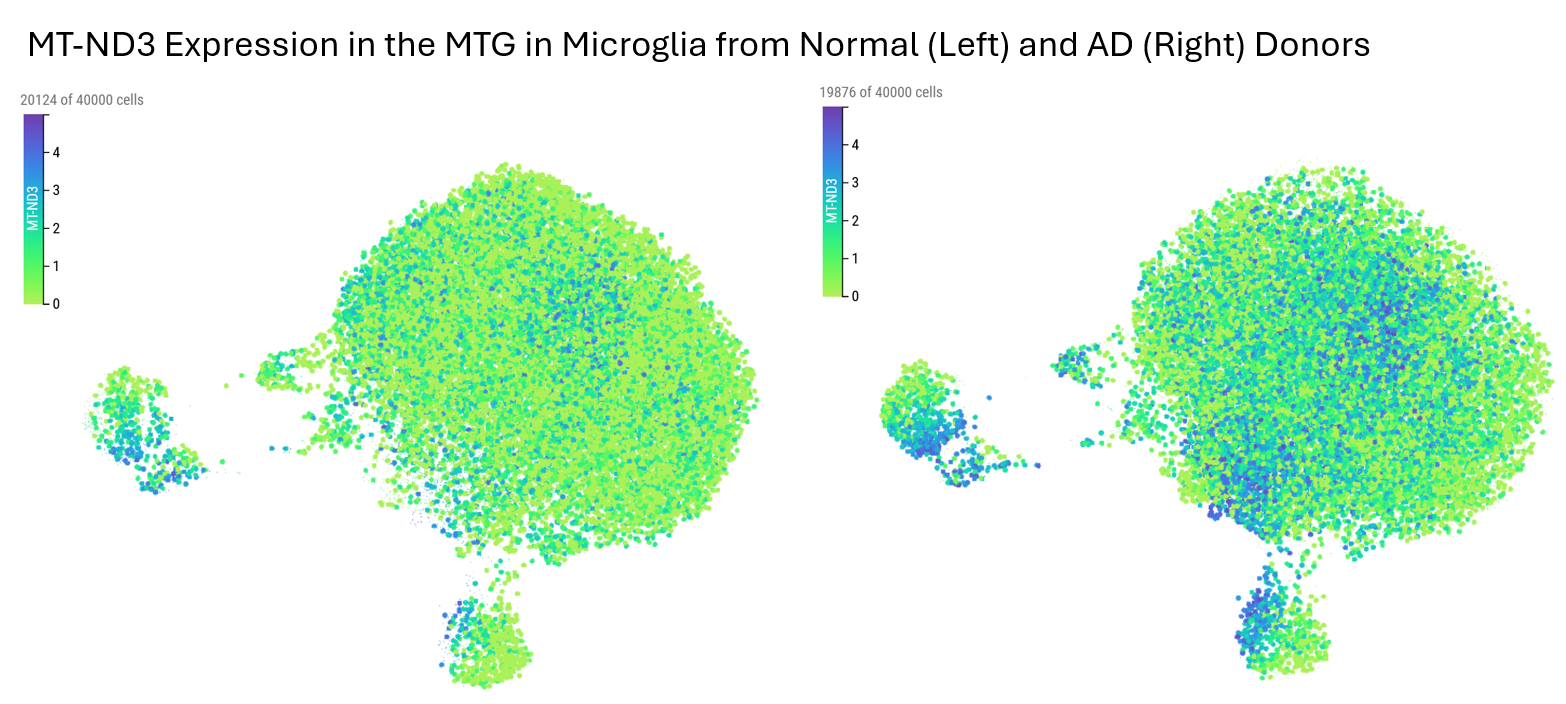 MT-ND3 Expression in the MTG in Microglia from Normal (Left) and AD (Right) Donors
20124 of 40000 cells
4
3
2
1
0
MT-ND3
19876 of 40000 cells
4
3
2
1
0
MT-ND3